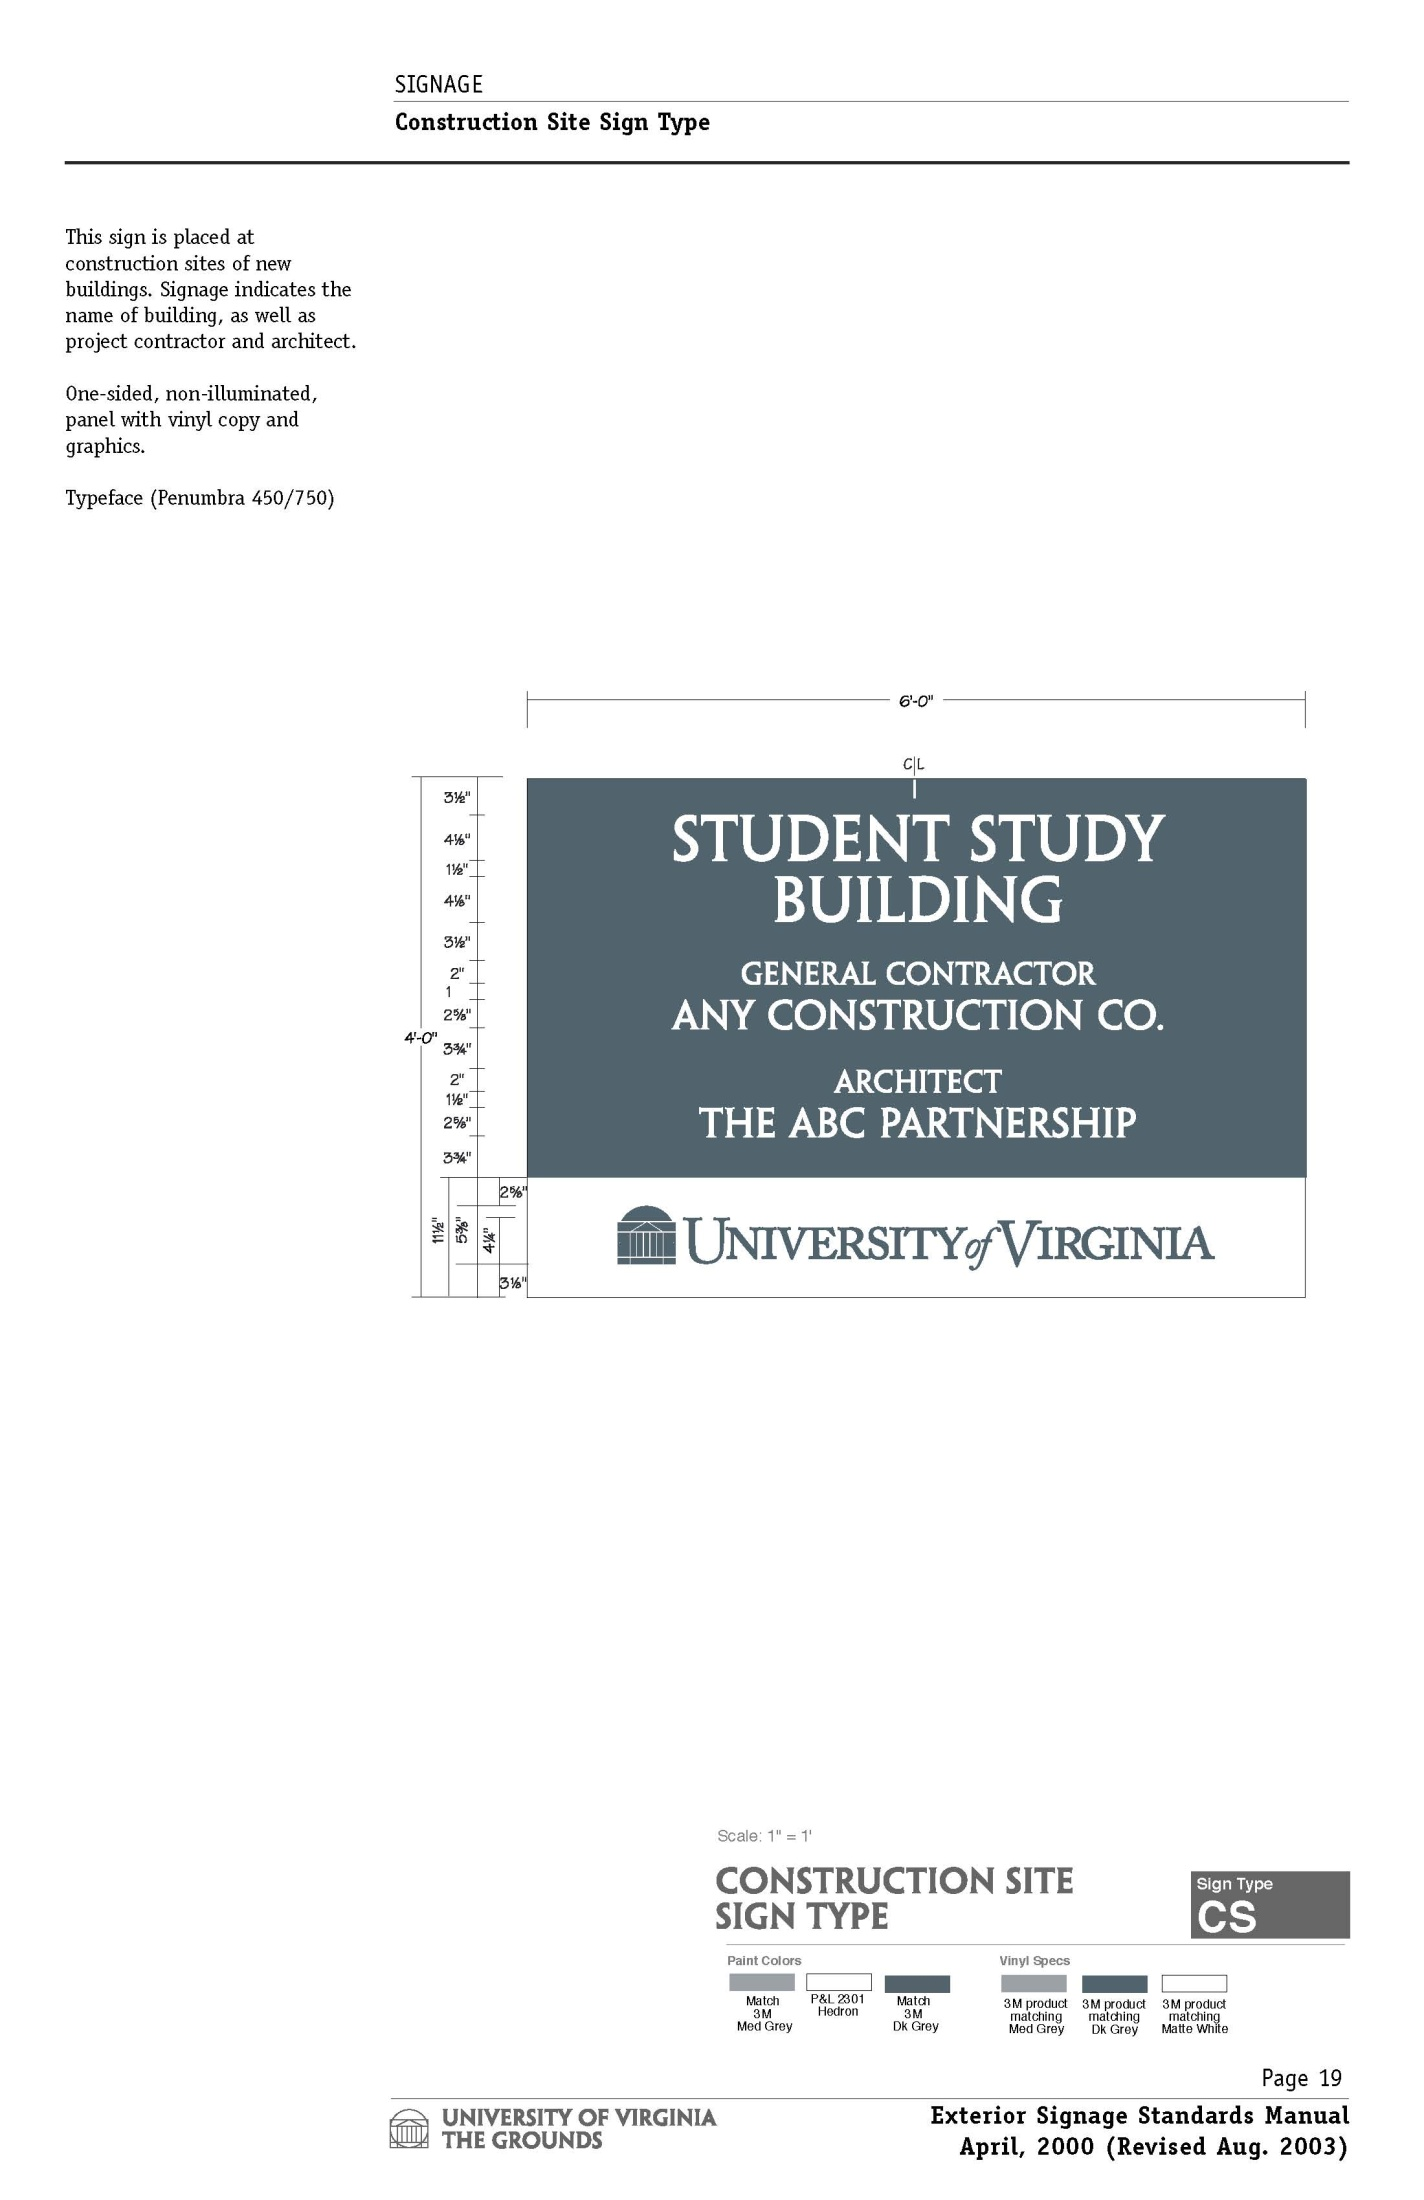 SIGNAGE
Construction Site Sign Type
This sign is placed at
construction sites of new
buildings. Signage indicates the
name of building, as well as
project contractor and architect.
One-sided, non-illuminated,
panel with vinyl copy and
graphics.
Typeface (Penumbra 450/750)
6'-0"
C|L
3½"
4⅛"
1½"
4⅛"
3½"
2"
1
2⅝"
4'-0"
3¾"
2"
1½"
2⅝"
3¾"
2⅝"
11½"
5⅜"
4¼"
3⅛"
STUDENT STUDY
BUILDING
GENERAL CONTRACTOR
ANY CONSTRUCTION CO.
ARCHITECT
THE ABC PARTNERSHIP
UNIVERSITY of VIRGINIA
Scale: 1" = 1'
CONSTRUCTION SITE
SIGN TYPE
Sign Type
CS
Paint Colors
Match
3M
Med Grey
P&L 2301
Hedron
Match
3M
Dk Grey
Vinyl Specs
3M product
matching
Med Grey
3M product
matching
Dk Grey
3M product
matching
Matte White
Page 19
UNIVERSITY OF VIRGINIA
THE GROUNDS
Exterior Signage Standards Manual
April, 2000 (Revised Aug. 2003)